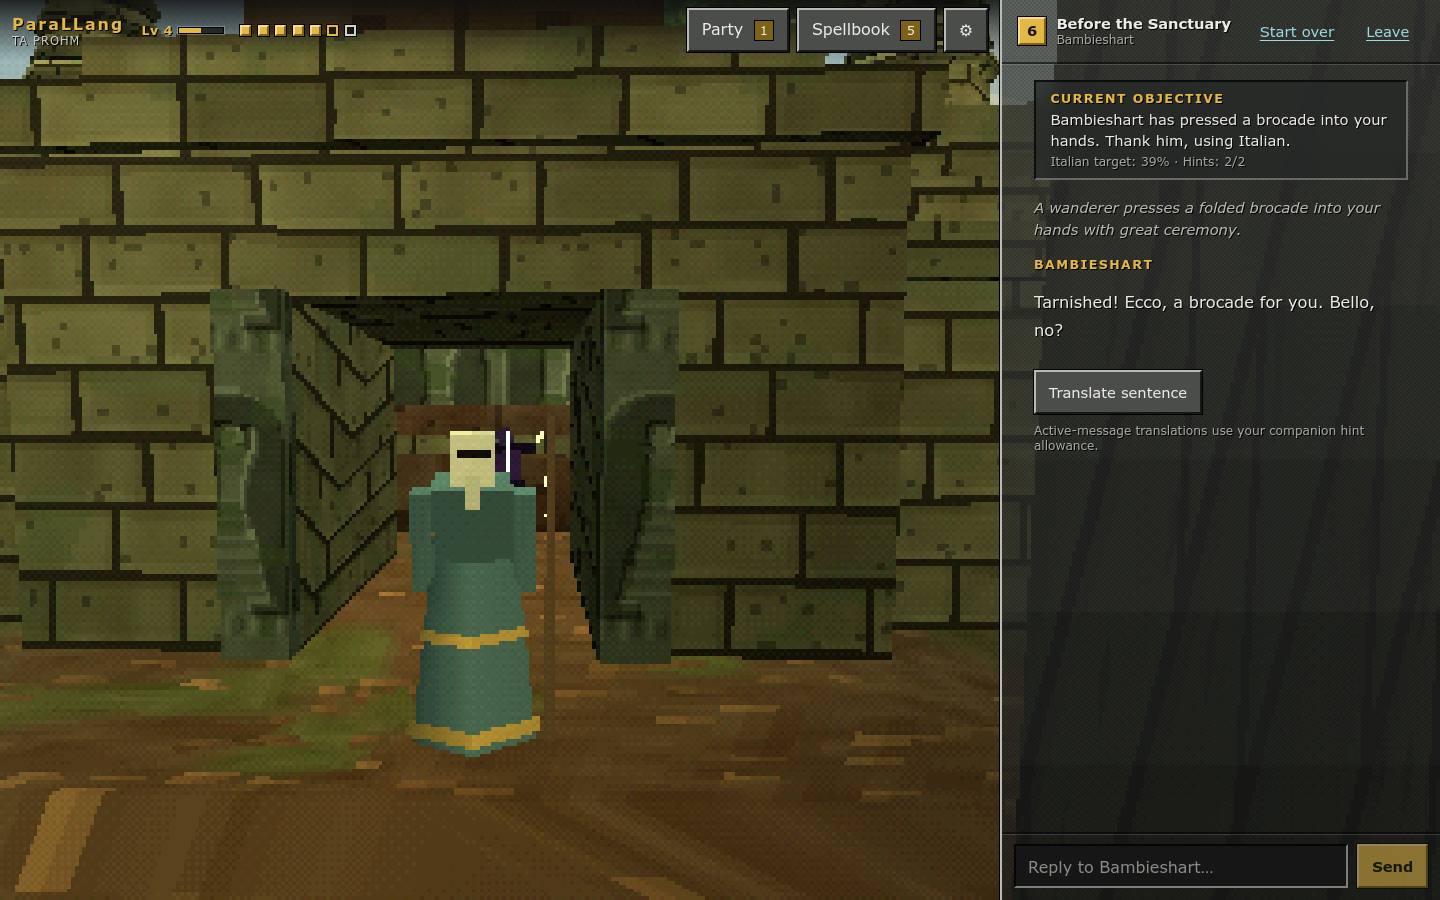 ParaLLang
TA PROHM
Lv 4
Party 1
Spellbook 5
⚙
6
Before the Sanctuary
Bambieshart
Start over
Leave
CURRENT OBJECTIVE
Bambieshart has pressed a brocade into your
hands. Thank him, using Italian.
Italian target: 39% · Hints: 2/2
A wanderer presses a folded brocade into your
hands with great ceremony.
BAMBIESHART
Tarnished! Ecco, a brocade for you. Bello,
no?
Translate sentence
Active-message translations use your companion hint
allowance.
Reply to Bambieshart...
Send